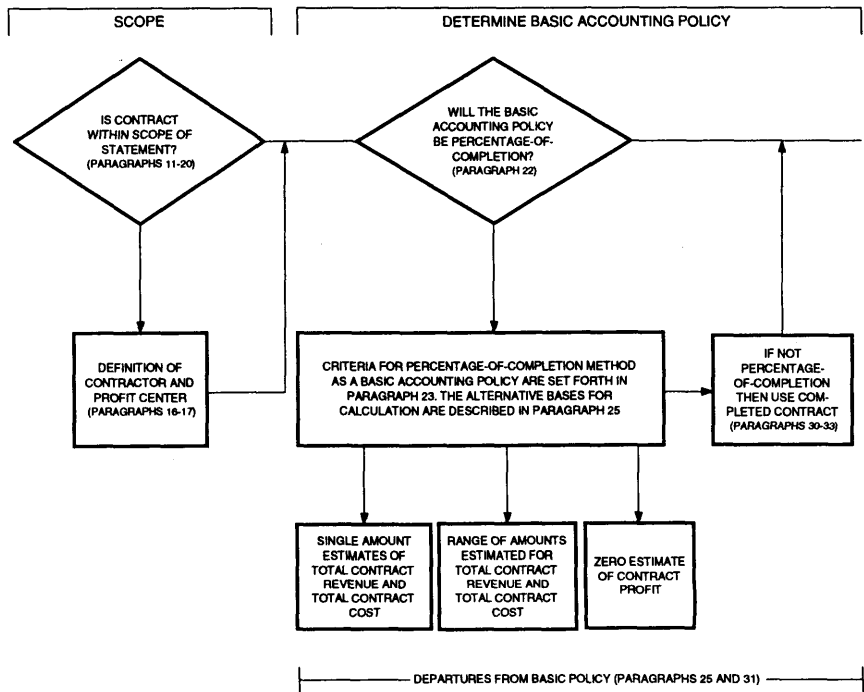 SCOPE
DETERMINE BASIC ACCOUNTING POLICY
IS CONTRACT
WITHIN SCOPE OF
STATEMENT?
(PARAGRAPHS 11-20)
WILL THE BASIC
ACCOUNTING POLICY
BE PERCENTAGE-OF-
COMPLETION?
(PARAGRAPH 22)
DEFINITION OF
CONTRACTOR AND
PROFIT CENTER
(PARAGRAPHS 16-17)
CRITERIA FOR PERCENTAGE-OF-COMPLETION METHOD
AS A BASIC ACCOUNTING POLICY ARE SET FORTH IN
PARAGRAPH 23. THE ALTERNATIVE BASES FOR
CALCULATION ARE DESCRIBED IN PARAGRAPH 25
IF NOT
PERCENTAGE-
OF-COMPLETION
THEN USE COM-
PLETED CONTRACT
(PARAGRAPHS 30-33)
SINGLE AMOUNT
ESTIMATES OF
TOTAL CONTRACT
REVENUE AND
TOTAL CONTRACT
COST
RANGE OF AMOUNTS
ESTIMATED FOR
TOTAL CONTRACT
REVENUE AND
TOTAL CONTRACT
COST
ZERO ESTIMATE
OF CONTRACT
PROFIT
DEPARTURES FROM BASIC POLICY (PARAGRAPHS 25 AND 31)